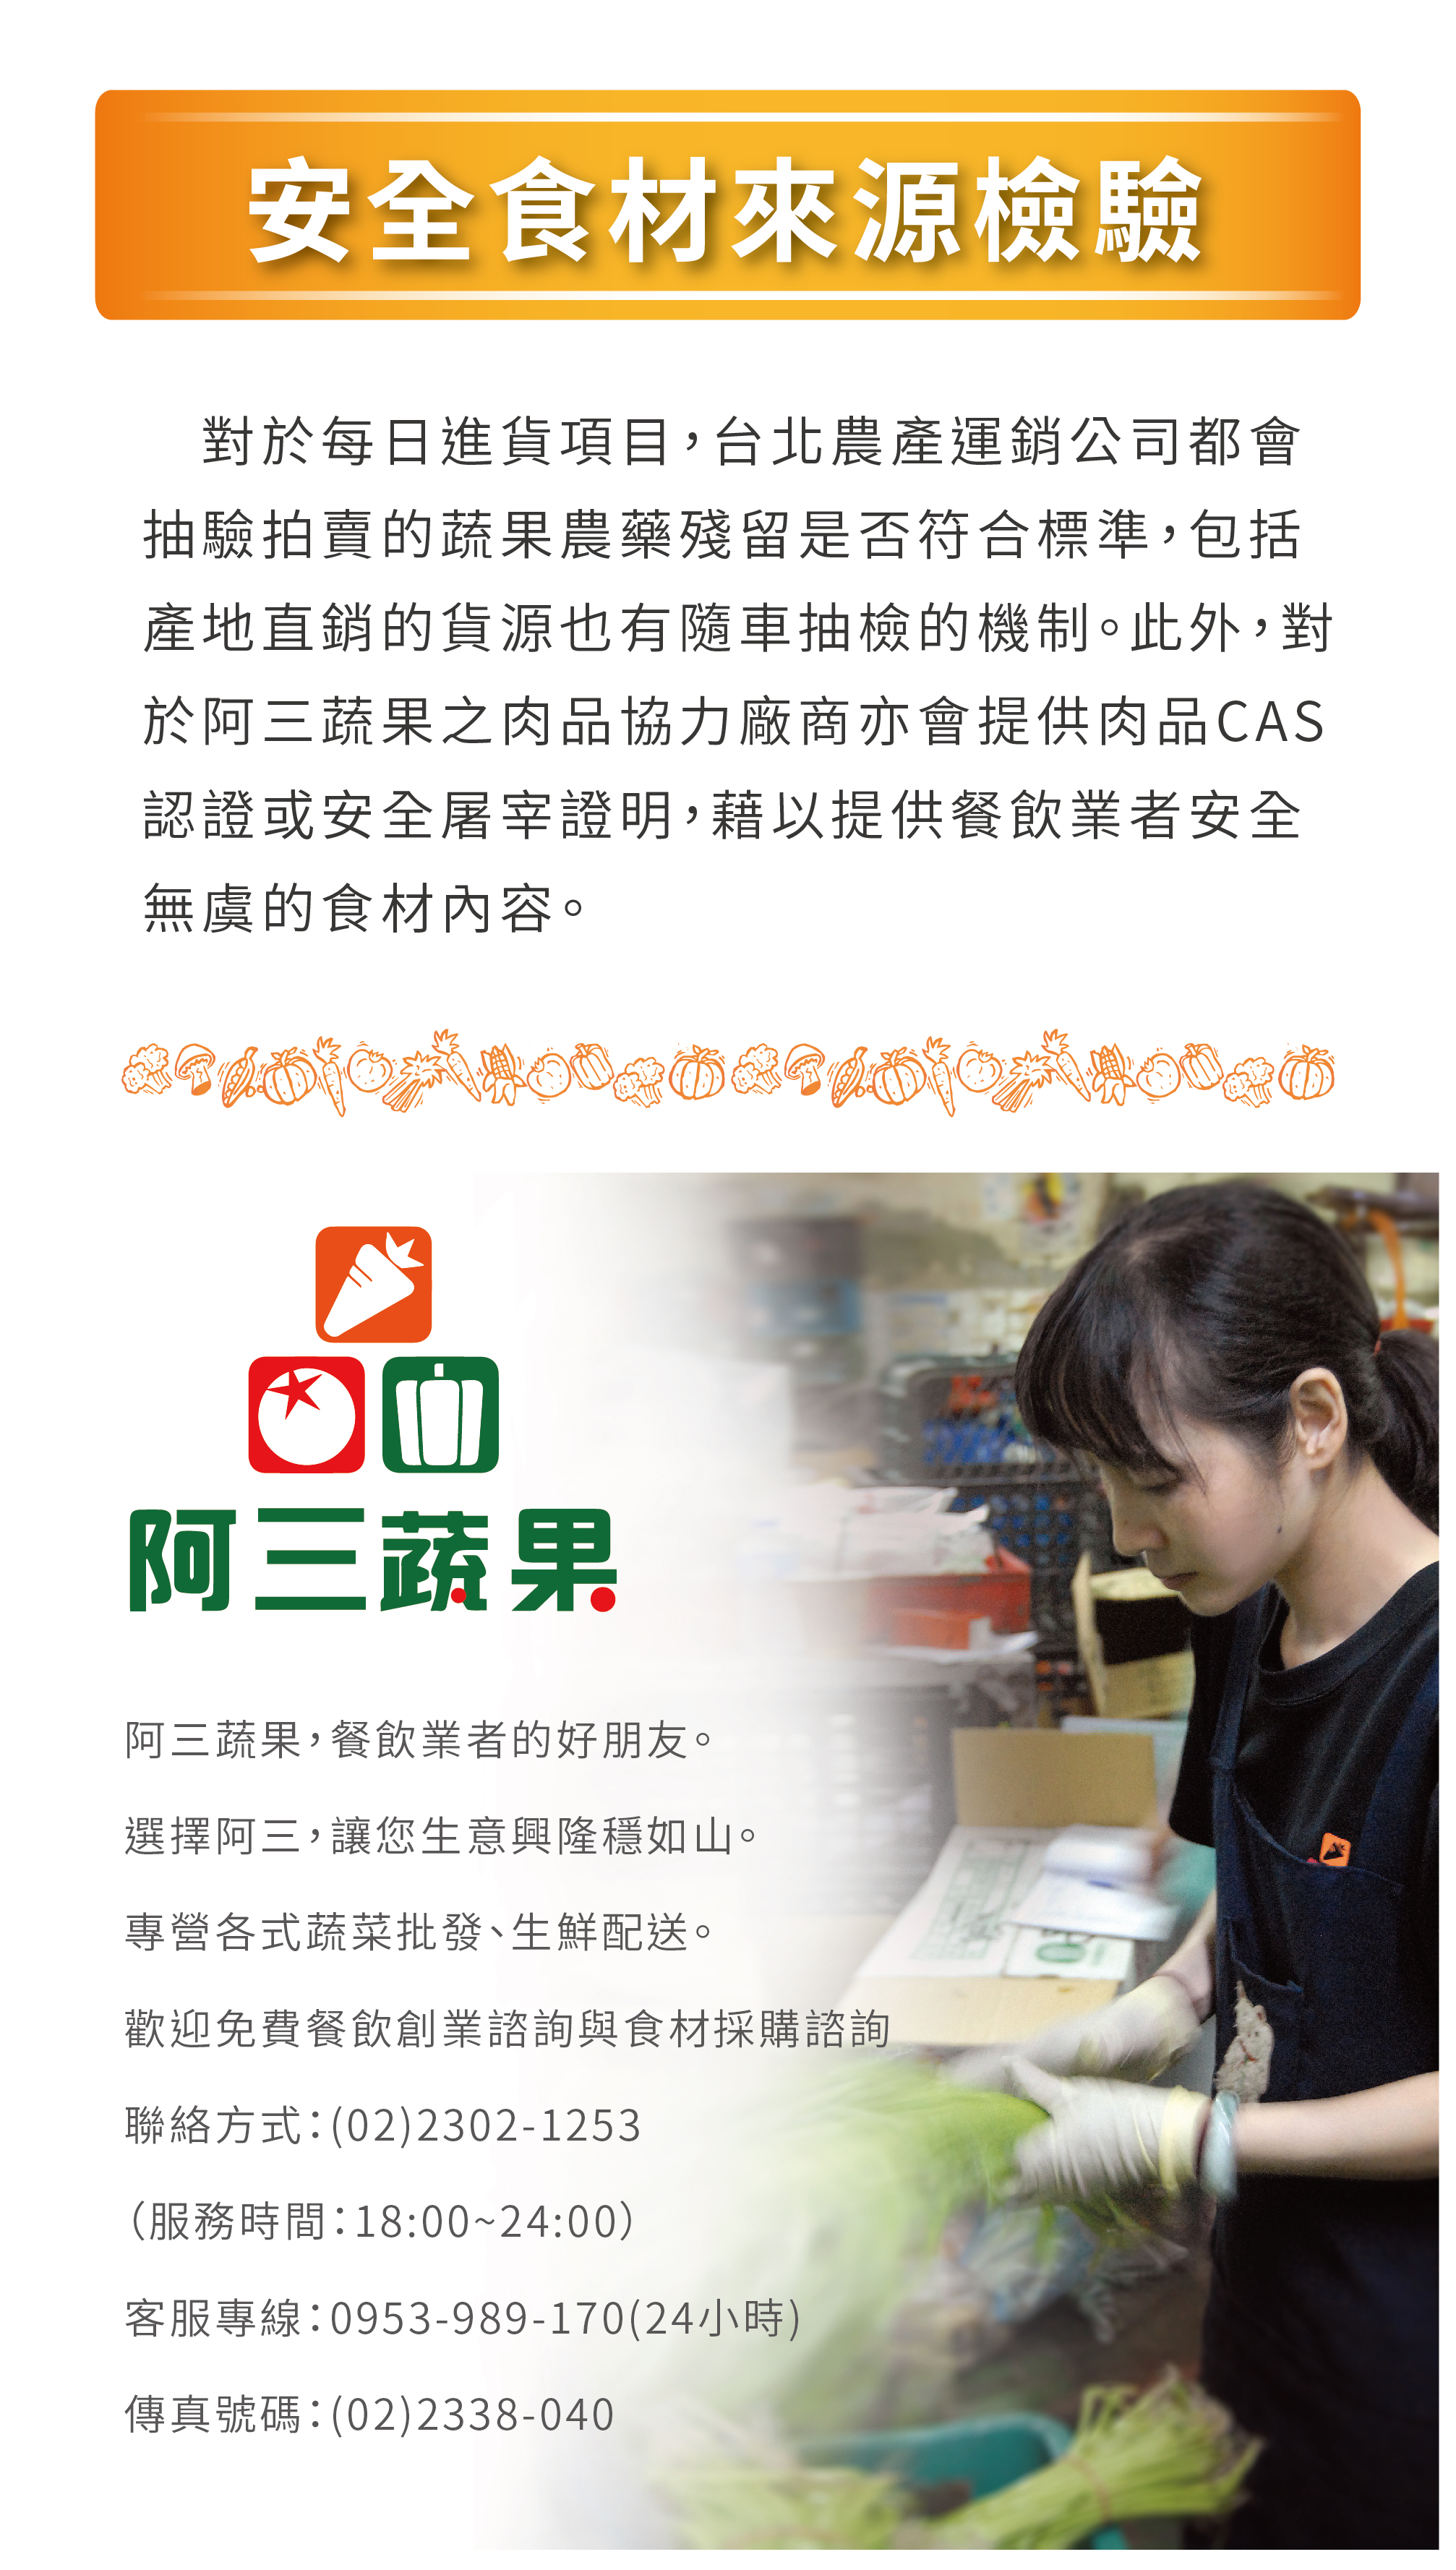 安全食材來源檢驗
對於每日進貨項目，台北農產運銷公司都會
抽驗拍賣的蔬果農藥殘留是否符合標準，包括
產地直銷的貨源也有隨車抽檢的機制。此外，對
於阿三蔬果之肉品協力廠商亦會提供肉品CAS
認證或安全屠宰證明，藉以提供餐飲業者安全
無虞的食材內容。
阿三蔬果
阿三蔬果，餐飲業者的好朋友。
選擇阿三，讓您生意興隆穩如山。
專營各式蔬菜批發、生鮮配送。
歡迎免費餐飲創業諮詢與食材採購諮詢
聯絡方式：(02)2302-1253
（服務時間：18:00~24:00）
客服專線：0953-989-170(24小時)
傳真號碼：(02)2338-040